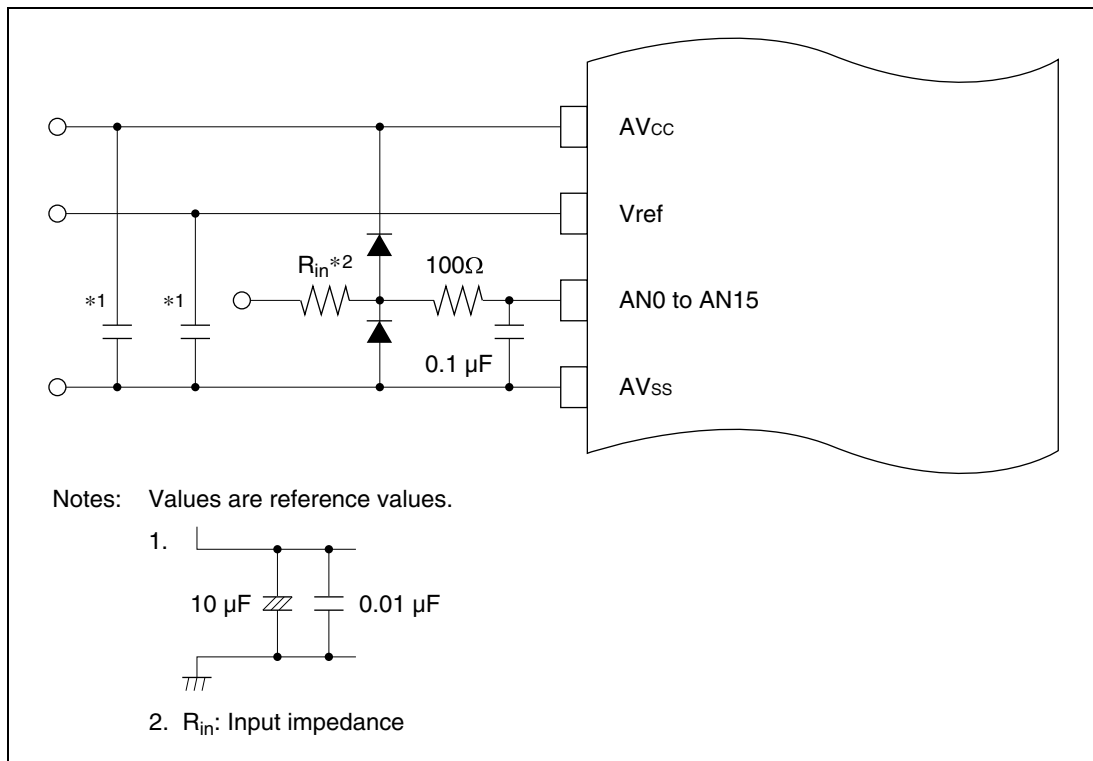 AVcc
Vref
Rin*2
100Ω
*1
*1
AN0 to AN15
0.1 µF
AVss
Notes: Values are reference values.
1.
10 µF
0.01 µF
2. Rin: Input impedance